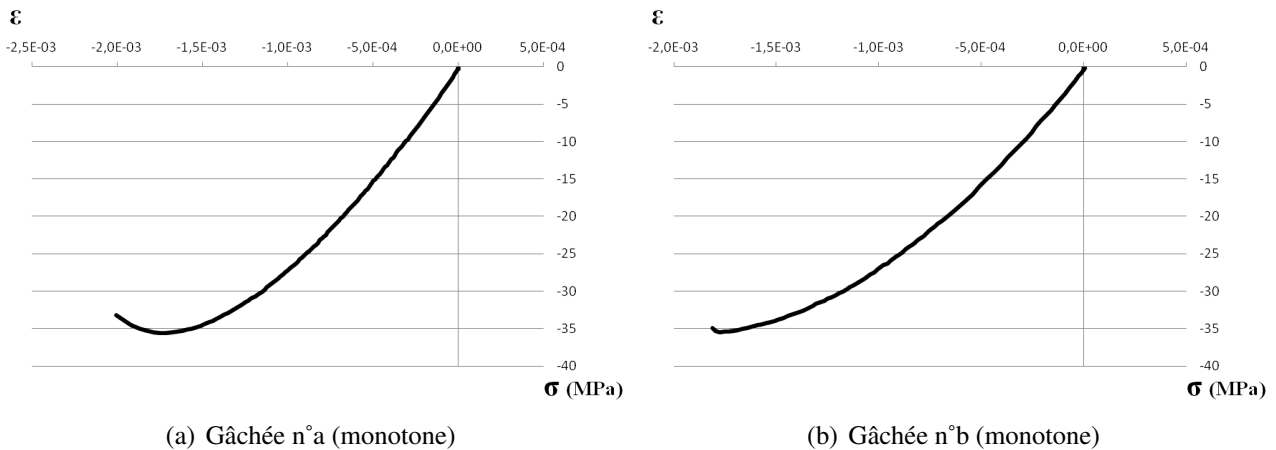 ε
-2,5E-03 -2,0E-03 -1,5E-03 -1,0E-03 -5,0E-04 0,0E+00 5,0E-04
0
-5
-10
-15
-20
-25
-30
-35
-40
σ (MPa)
(a) Gâchée n°a (monotone)
ε
-2,0E-03 -1,5E-03 -1,0E-03 -5,0E-04 0,0E+00 5,0E-04
0
-5
-10
-15
-20
-25
-30
-35
-40
σ (MPa)
(b) Gâchée n°b (monotone)